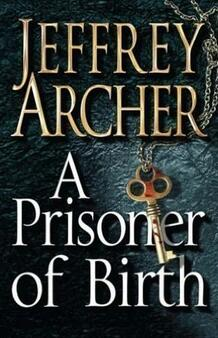 JEFFREY
ARCHER
A
Prisoner
of Birth